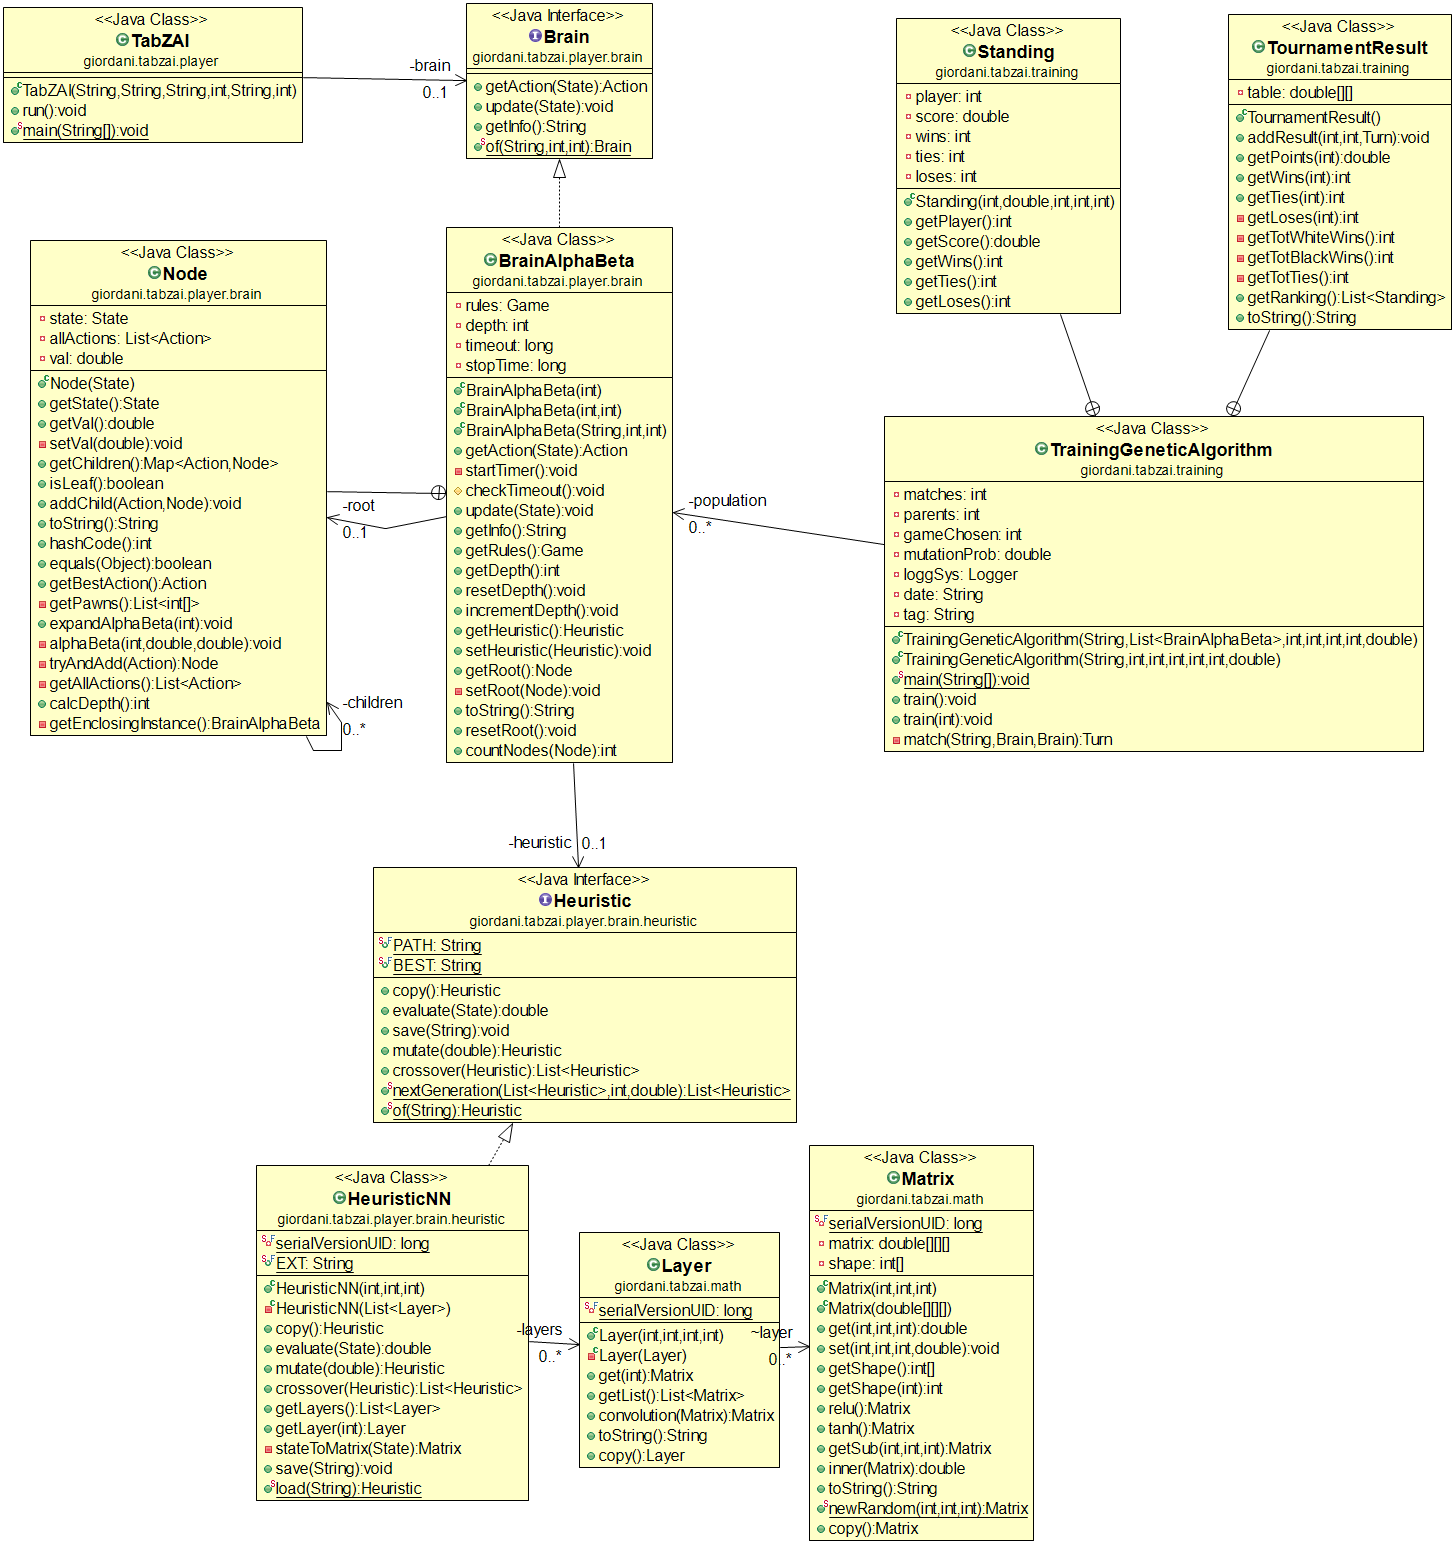 <<Java Class>>
TabZAI
giordani.tabzai.player
TabZAI(String,String,String,int,String,int)
run():void
main(String[]):void
-brain
0..1
<<Java Interface>>
Brain
giordani.tabzai.player.brain
getAction(State):Action
update(State):void
getInfo():String
of(String,int,int):Brain
<<Java Class>>
Standing
giordani.tabzai.training
player: int
score: double
wins: int
ties: int
loses: int
Standing(int,double,int,int,int)
getPlayer():int
getScore():double
getWins():int
getTies():int
getLoses():int
<<Java Class>>
TournamentResult
giordani.tabzai.training
table: double[][]
TournamentResult()
addResult(int,int,Turn):void
getPoints(int):double
getWins(int):int
getTies(int):int
getLoses(int):int
getTotWhiteWins():int
getTotBlackWins():int
getTotTies():int
getRanking():List<Standing>
toString():String
<<Java Class>>
Node
giordani.tabzai.player.brain
state: State
allActions: List<Action>
val: double
Node(State)
getState():State
getVal():double
setVal(double):void
getChildren():Map<Action,Node>
isLeaf():boolean
addChild(Action,Node):void
toString():String
hashCode():int
equals(Object):boolean
getBestAction():Action
getPawns():List<int[]>
expandAlphaBeta(int):void
alphaBeta(int,double,double):void
tryAndAdd(Action):Node
getAllActions():List<Action>
calcDepth():int
getEnclosingInstance():BrainAlphaBeta
-children
0..*
-root
0..1
<<Java Class>>
BrainAlphaBeta
giordani.tabzai.player.brain
rules: Game
depth: int
timeout: long
stopTime: long
BrainAlphaBeta(int)
BrainAlphaBeta(int,int)
BrainAlphaBeta(String,int,int)
getAction(State):Action
startTimer():void
checkTimeout():void
update(State):void
getInfo():String
getRules():Game
getDepth():int
resetDepth():void
incrementDepth():void
getHeuristic():Heuristic
setHeuristic(Heuristic):void
getRoot():Node
setRoot(Node):void
toString():String
resetRoot():void
countNodes(Node):int
-population
0..*
<<Java Class>>
TrainingGeneticAlgorithm
giordani.tabzai.training
matches: int
parents: int
gameChosen: int
mutationProb: double
loggSys: Logger
date: String
tag: String
TrainingGeneticAlgorithm(String,List<BrainAlphaBeta>,int,int,int,int,double)
TrainingGeneticAlgorithm(String,int,int,int,int,int,double)
main(String[]):void
train():void
train(int):void
match(String,Brain,Brain):Turn
-heuristic
0..1
<<Java Interface>>
Heuristic
giordani.tabzai.player.brain.heuristic
PATH: String
BEST: String
copy():Heuristic
evaluate(State):double
save(String):void
mutate(double):Heuristic
crossover(Heuristic):List<Heuristic>
nextGeneration(List<Heuristic>,int,double):List<Heuristic>
of(String):Heuristic
<<Java Class>>
HeuristicNN
giordani.tabzai.player.brain.heuristic
serialVersionUID: long
EXT: String
HeuristicNN(int,int,int)
HeuristicNN(List<Layer>)
copy():Heuristic
evaluate(State):double
mutate(double):Heuristic
crossover(Heuristic):List<Heuristic>
getLayers():List<Layer>
getLayer(int):Layer
stateToMatrix(State):Matrix
save(String):void
load(String):Heuristic
-layers
0..*
<<Java Class>>
Layer
giordani.tabzai.math
serialVersionUID: long
Layer(int,int,int,int)
Layer(Layer)
get(int):Matrix
getList():List<Matrix>
convolution(Matrix):Matrix
toString():String
copy():Layer
~layer
0..*
<<Java Class>>
Matrix
giordani.tabzai.math
serialVersionUID: long
matrix: double[][][]
shape: int[]
Matrix(int,int,int)
Matrix(double[][][])
get(int,int,int):double
set(int,int,int,double):void
getShape():int[]
getShape(int):int
relu():Matrix
tanh():Matrix
getSub(int,int,int):Matrix
inner(Matrix):double
toString():String
newRandom(int,int,int):Matrix
copy():Matrix